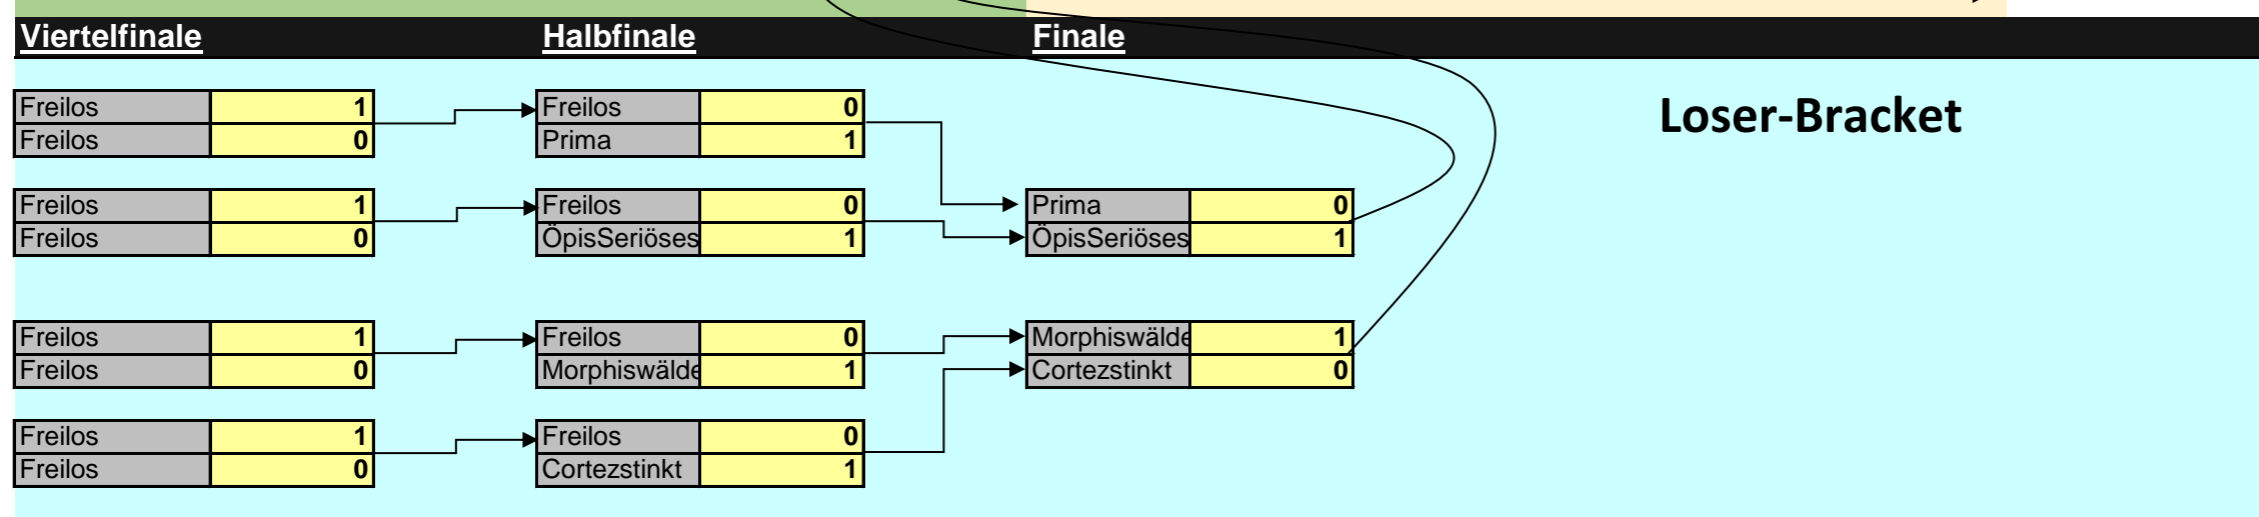 Viertelfinale Halbfinale Finale
Loser-Bracket
Freilos 1 Freilos 0
Freilos 0 Prima 1
Freilos 1 Freilos 0 Prima 0
Freilos 0 ÖpisSeriöses 1 ÖpisSeriöses 1
Freilos 1 Freilos 0 Morphiswälde 1
Freilos 0 Morphiswälde 1 Cortezstinkt 0
Freilos 1 Freilos 0
Freilos 0 Cortezstinkt 1